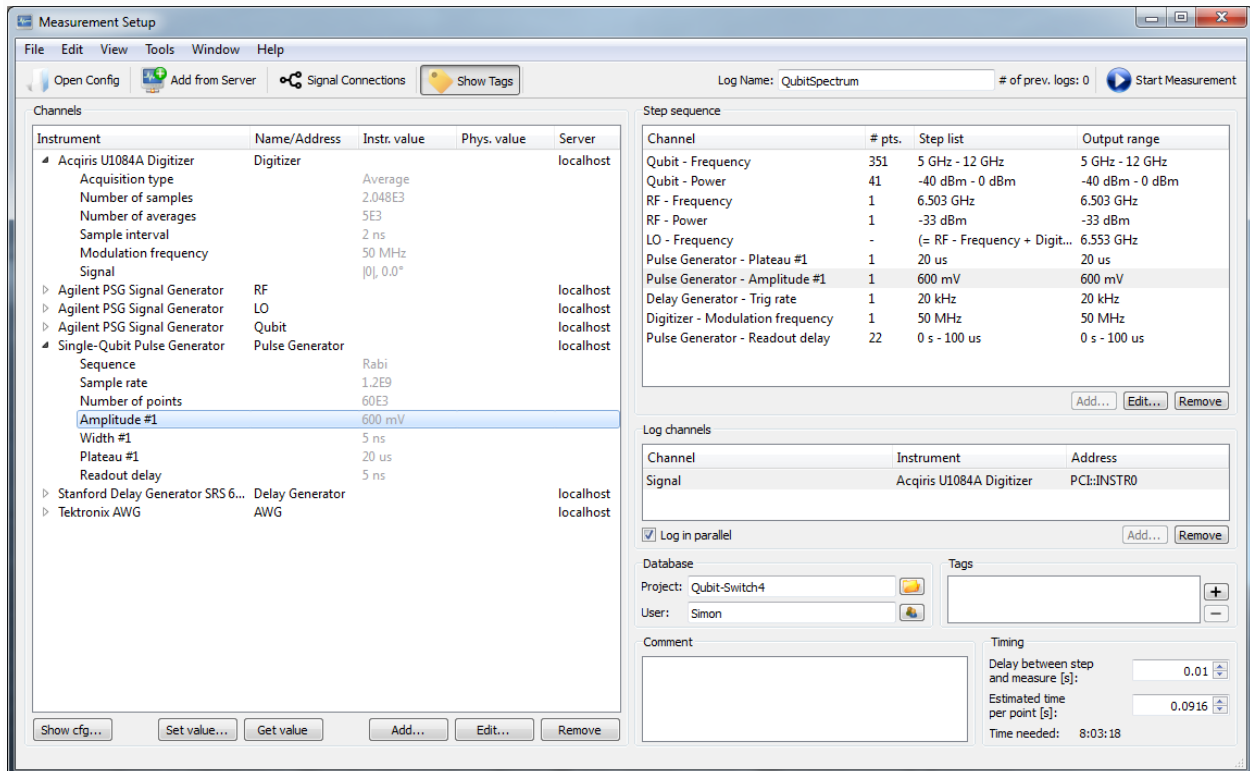 Measurement Setup
File Edit View Tools Window Help
Open Config Add from Server Signal Connections Show Tags Log Name: QubitSpectrum # of prev. logs: 0 Start Measurement
Channels
Instrument Name/Address Instr. value Phys. value Server
Acqiris U1084A Digitizer Digitizer localhost
Acquisition type Average
Number of samples 2.048E3
Number of averages 5E3
Sample interval 2 ns
Modulation frequency 50 MHz
Signal |0|, 0.0°
Agilent PSG Signal Generator RF localhost
Agilent PSG Signal Generator LO localhost
Agilent PSG Signal Generator Qubit localhost
Single-Qubit Pulse Generator Pulse Generator localhost
Sequence Rabi
Sample rate 1.2E9
Number of points 60E3
Amplitude #1 600 mV
Width #1 5 ns
Plateau #1 20 us
Readout delay 5 ns
Stanford Delay Generator SRS 6... Delay Generator localhost
Tektronix AWG AWG localhost
Show cfg... Set value... Get value Add... Edit... Remove
Step sequence
Channel # pts. Step list Output range
Qubit - Frequency 351 5 GHz - 12 GHz 5 GHz - 12 GHz
Qubit - Power 41 -40 dBm - 0 dBm -40 dBm - 0 dBm
RF - Frequency 1 6.503 GHz 6.503 GHz
RF - Power 1 -33 dBm -33 dBm
LO - Frequency - (= RF - Frequency + Digit... 6.553 GHz
Pulse Generator - Plateau #1 1 20 us 20 us
Pulse Generator - Amplitude #1 1 600 mV 600 mV
Delay Generator - Trig rate 1 20 kHz 20 kHz
Digitizer - Modulation frequency 1 50 MHz 50 MHz
Pulse Generator - Readout delay 22 0 s - 100 us 0 s - 100 us
Add... Edit... Remove
Log channels
Channel Instrument Address
Signal Acqiris U1084A Digitizer PCI::INSTR0
Log in parallel Add... Remove
Database
Project: Qubit-Switch4
User: Simon
Tags
Comment
Timing
Delay between step
and measure [s]: 0.01
Estimated time
per point [s]: 0.0916
Time needed: 8:03:18